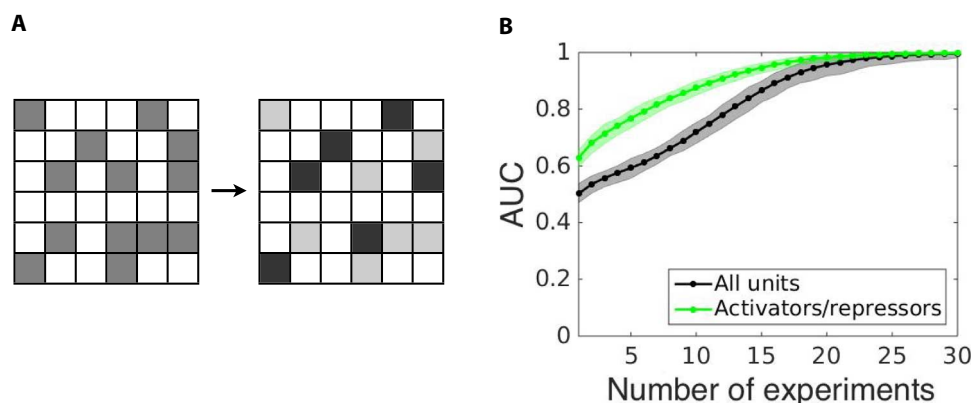 A
B
1
0.8
0.6
0.4
0.2
0
AUC
All units
Activators/repressors
5 10 15 20 25 30
Number of experiments